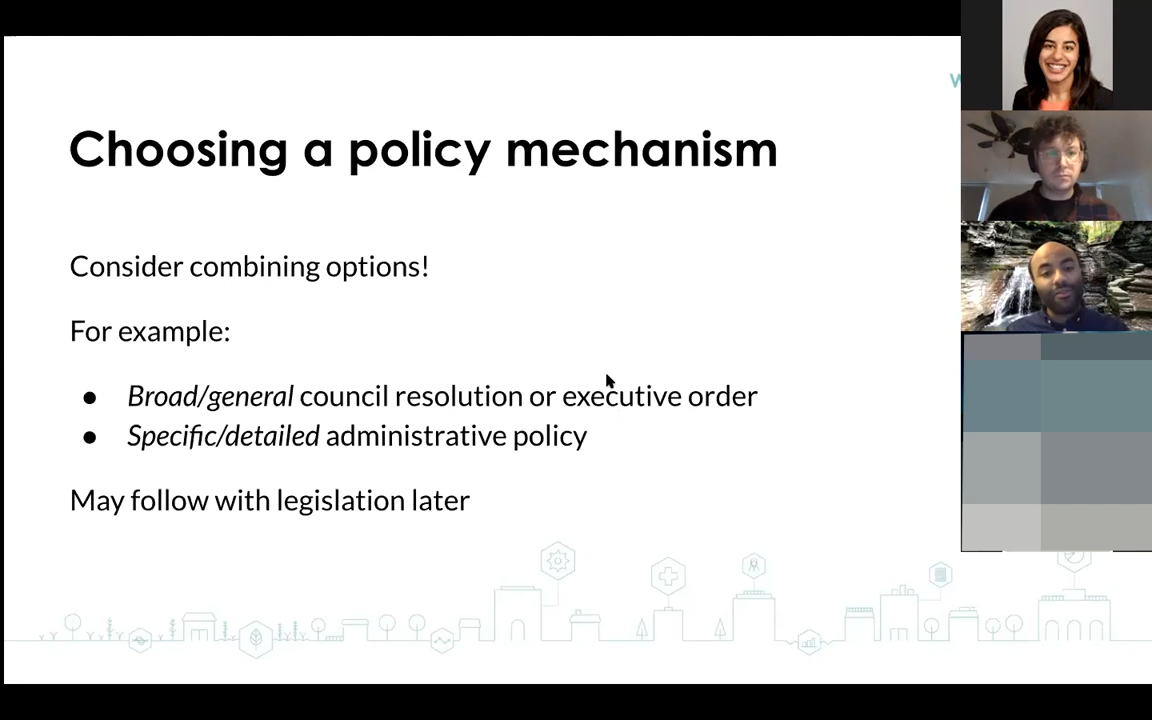 Choosing a policy mechanism
Consider combining options!
For example:
● Broad/general council resolution or executive order
● Specific/detailed administrative policy
May follow with legislation later